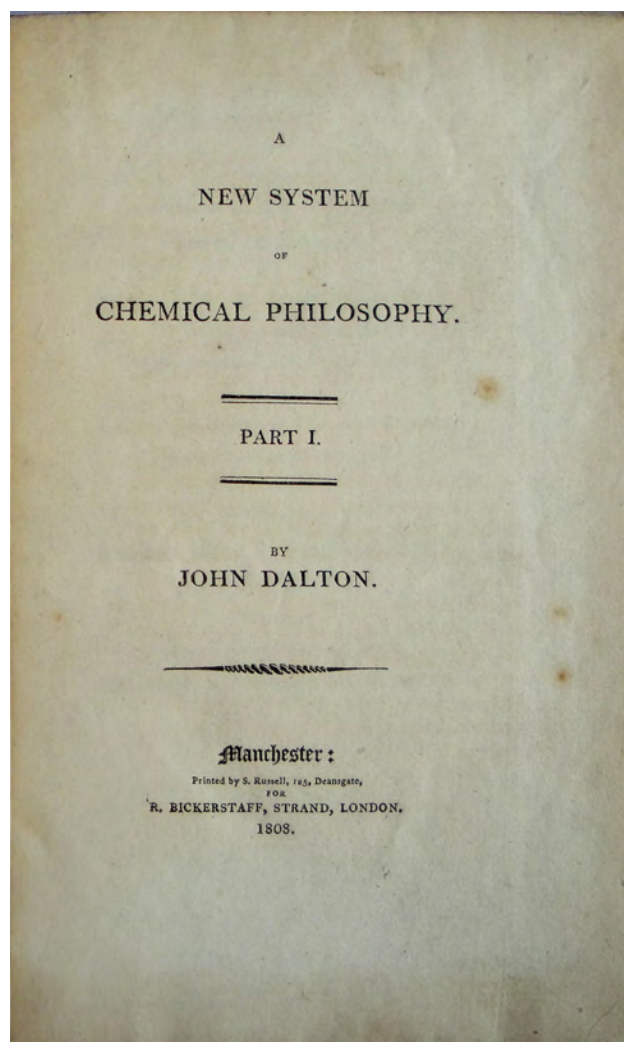 A
NEW SYSTEM
OF
CHEMICAL PHILOSOPHY.
PART I.
BY
JOHN DALTON.
Manchester:
Printed by S. Russell, 125, Deansgate,
FOR
R. BICKERSTAFF, STRAND, LONDON.
1808.